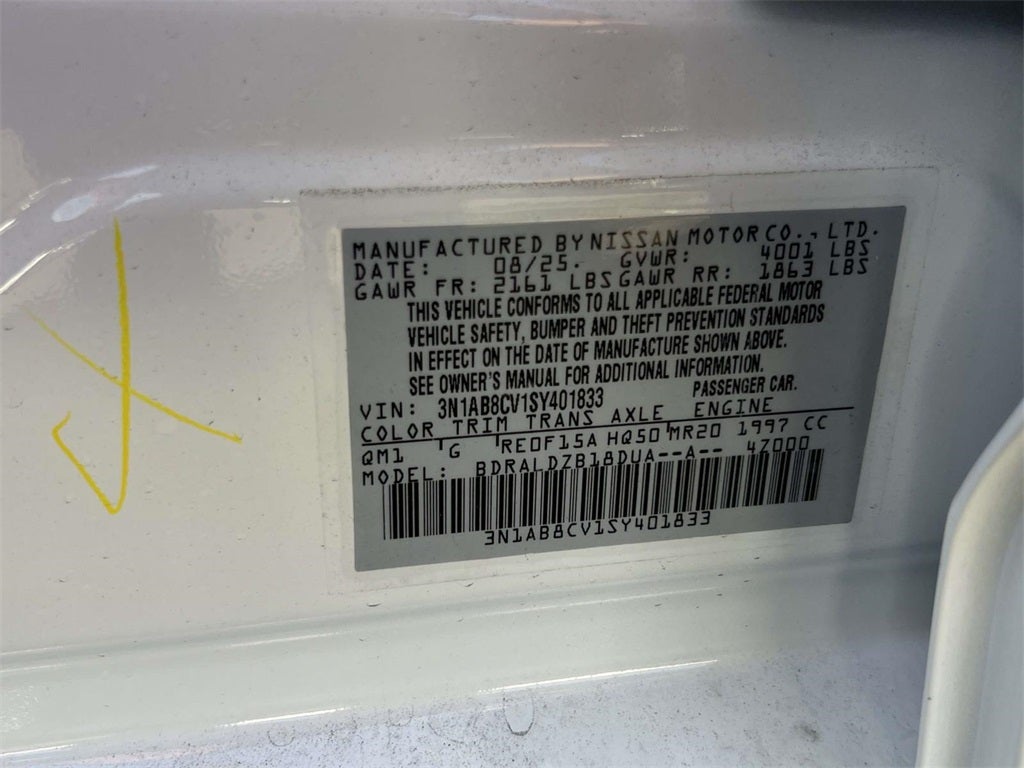 MANUFACTURED BY NISSAN MOTOR CO., LTD.
DATE: 08/25. GVWR: 4001 LBS
GAWR FR: 2161 LBS GAWR RR: 1863 LBS
THIS VEHICLE CONFORMS TO ALL APPLICABLE FEDERAL MOTOR
VEHICLE SAFETY, BUMPER AND THEFT PREVENTION STANDARDS
IN EFFECT ON THE DATE OF MANUFACTURE SHOWN ABOVE.
SEE OWNER'S MANUAL FOR ADDITIONAL INFORMATION.
VIN: 3N1AB8CV1SY401833 PASSENGER CAR.
COLOR TRIM TRANS AXLE ENGINE
QM1 G RE0F15A HQ50 MR20 1997 CC
MODEL: BDRALDZB18DUA--A-- 47000
3N1AB8CV1SY401833